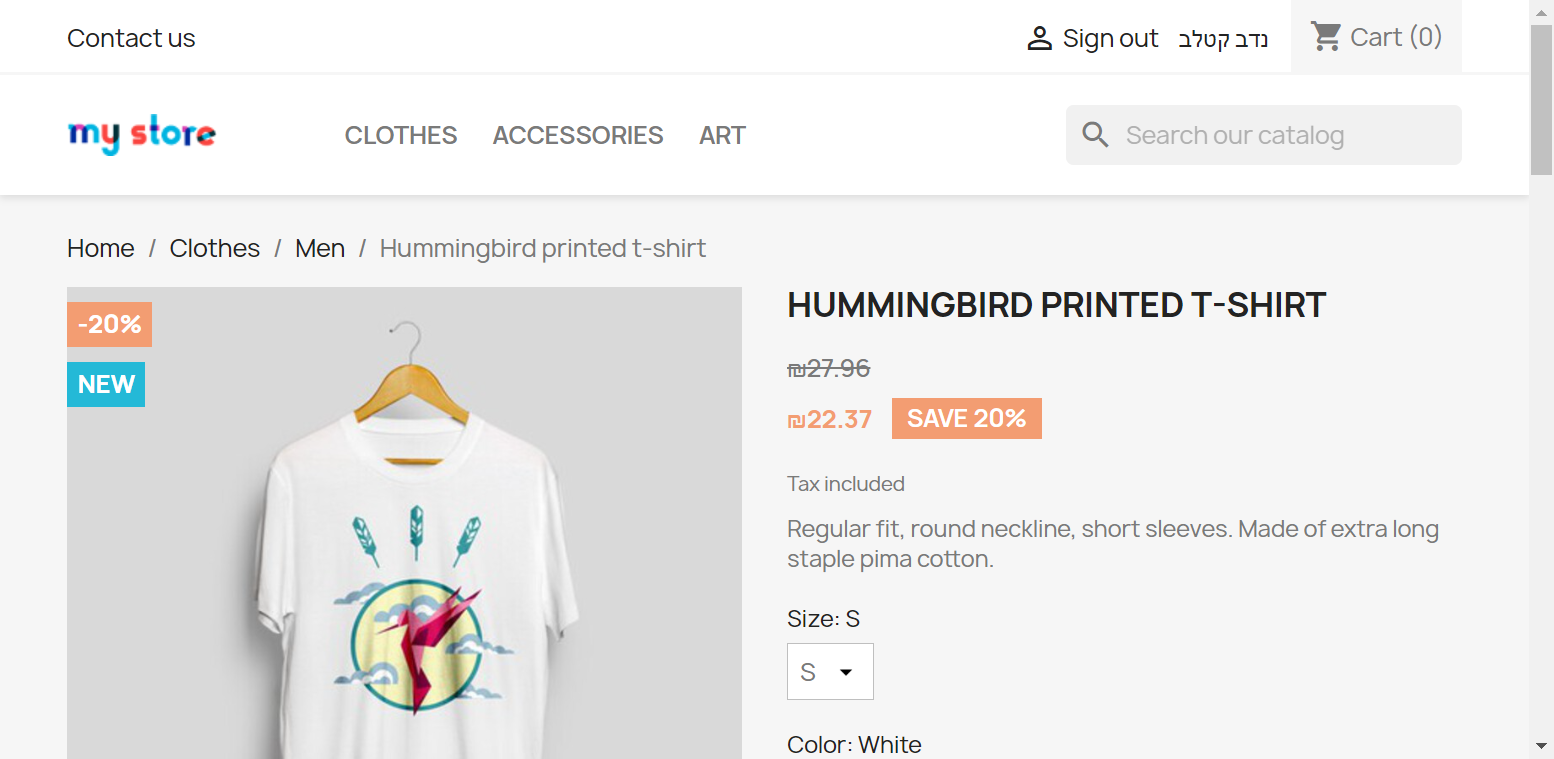 Contact us
Sign out
נדב קטלב
Cart (0)
my store
CLOTHES ACCESSORIES ART
Search our catalog
Home / Clothes / Men / Hummingbird printed t-shirt
-20%
NEW
HUMMINGBIRD PRINTED T-SHIRT
₪27.96
₪22.37 SAVE 20%
Tax included
Regular fit, round neckline, short sleeves. Made of extra long
staple pima cotton.
Size: S
S
Color: White